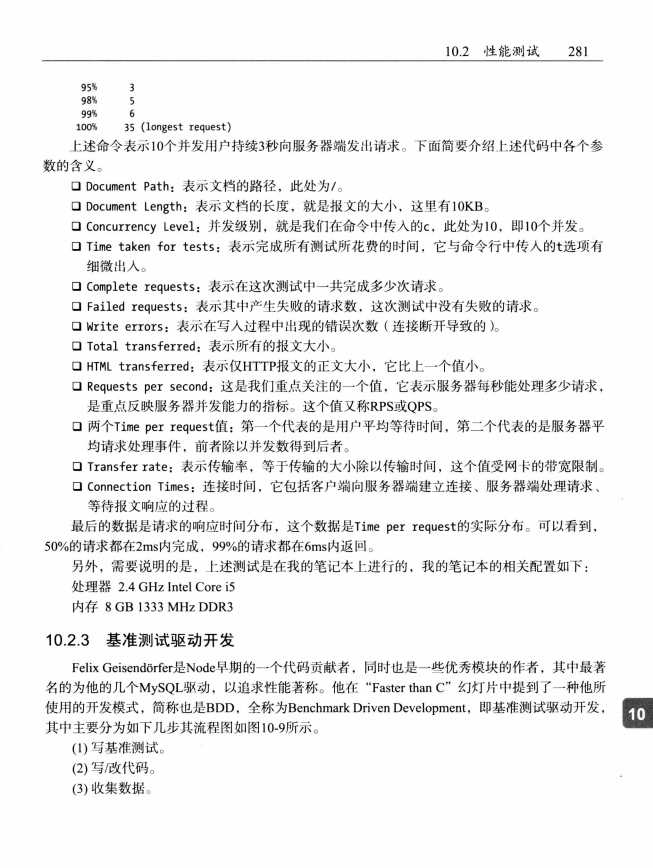 10.2 性能测试 281
95% 3
98% 5
99% 6
100% 35 (longest request)
上述命令表示10个并发用户持续3秒向服务器端发出请求。下面简要介绍上述代码中各个参
数的含义。
❑ Document Path：表示文档的路径，此处为/。
❑ Document Length：表示文档的长度，就是报文的大小，这里有10KB。
❑ Concurrency Level：并发级别，就是我们在命令中传入的c，此处为10，即10个并发。
❑ Time taken for tests：表示完成所有测试所花费的时间，它与命令行中传入的t选项有
细微出入。
❑ Complete requests：表示在这次测试中一共完成多少次请求。
❑ Failed requests：表示其中产生失败的请求数，这次测试中没有失败的请求。
❑ Write errors：表示在写入过程中出现的错误次数（连接断开导致的）。
❑ Total transferred：表示所有的报文大小。
❑ HTML transferred：表示仅HTTP报文的正文大小，它比上一个值小。
❑ Requests per second：这是我们重点关注的一个值，它表示服务器每秒能处理多少请求，
是重点反映服务器并发能力的指标。这个值又称RPS或QPS。
❑ 两个Time per request值：第一个代表的是用户平均等待时间，第二个代表的是服务器平
均请求处理事件，前者除以并发数得到后者。
❑ Transfer rate：表示传输率，等于传输的大小除以传输时间，这个值受网卡的带宽限制。
❑ Connection Times：连接时间，它包括客户端向服务器端建立连接、服务器端处理请求、
等待报文响应的过程。
最后的数据是请求的响应时间分布，这个数据是Time per request的实际分布。可以看到，
50%的请求都在2ms内完成，99%的请求都在6ms内返回。
另外，需要说明的是，上述测试是在我的笔记本上进行的，我的笔记本的相关配置如下：
处理器 2.4 GHz Intel Core i5
内存 8 GB 1333 MHz DDR3
10.2.3 基准测试驱动开发
Felix Geisendörfer是Node早期的一个代码贡献者，同时也是一些优秀模块的作者，其中最著
名的为他的几个MySQL驱动，以追求性能著称。他在“Faster than C”幻灯片中提到了一种他所
使用的开发模式，简称也是BDD，全称为Benchmark Driven Development，即基准测试驱动开发，
其中主要分为如下几步其流程图如图10-9所示。
10
(1) 写基准测试。
(2) 写/改代码。
(3) 收集数据。